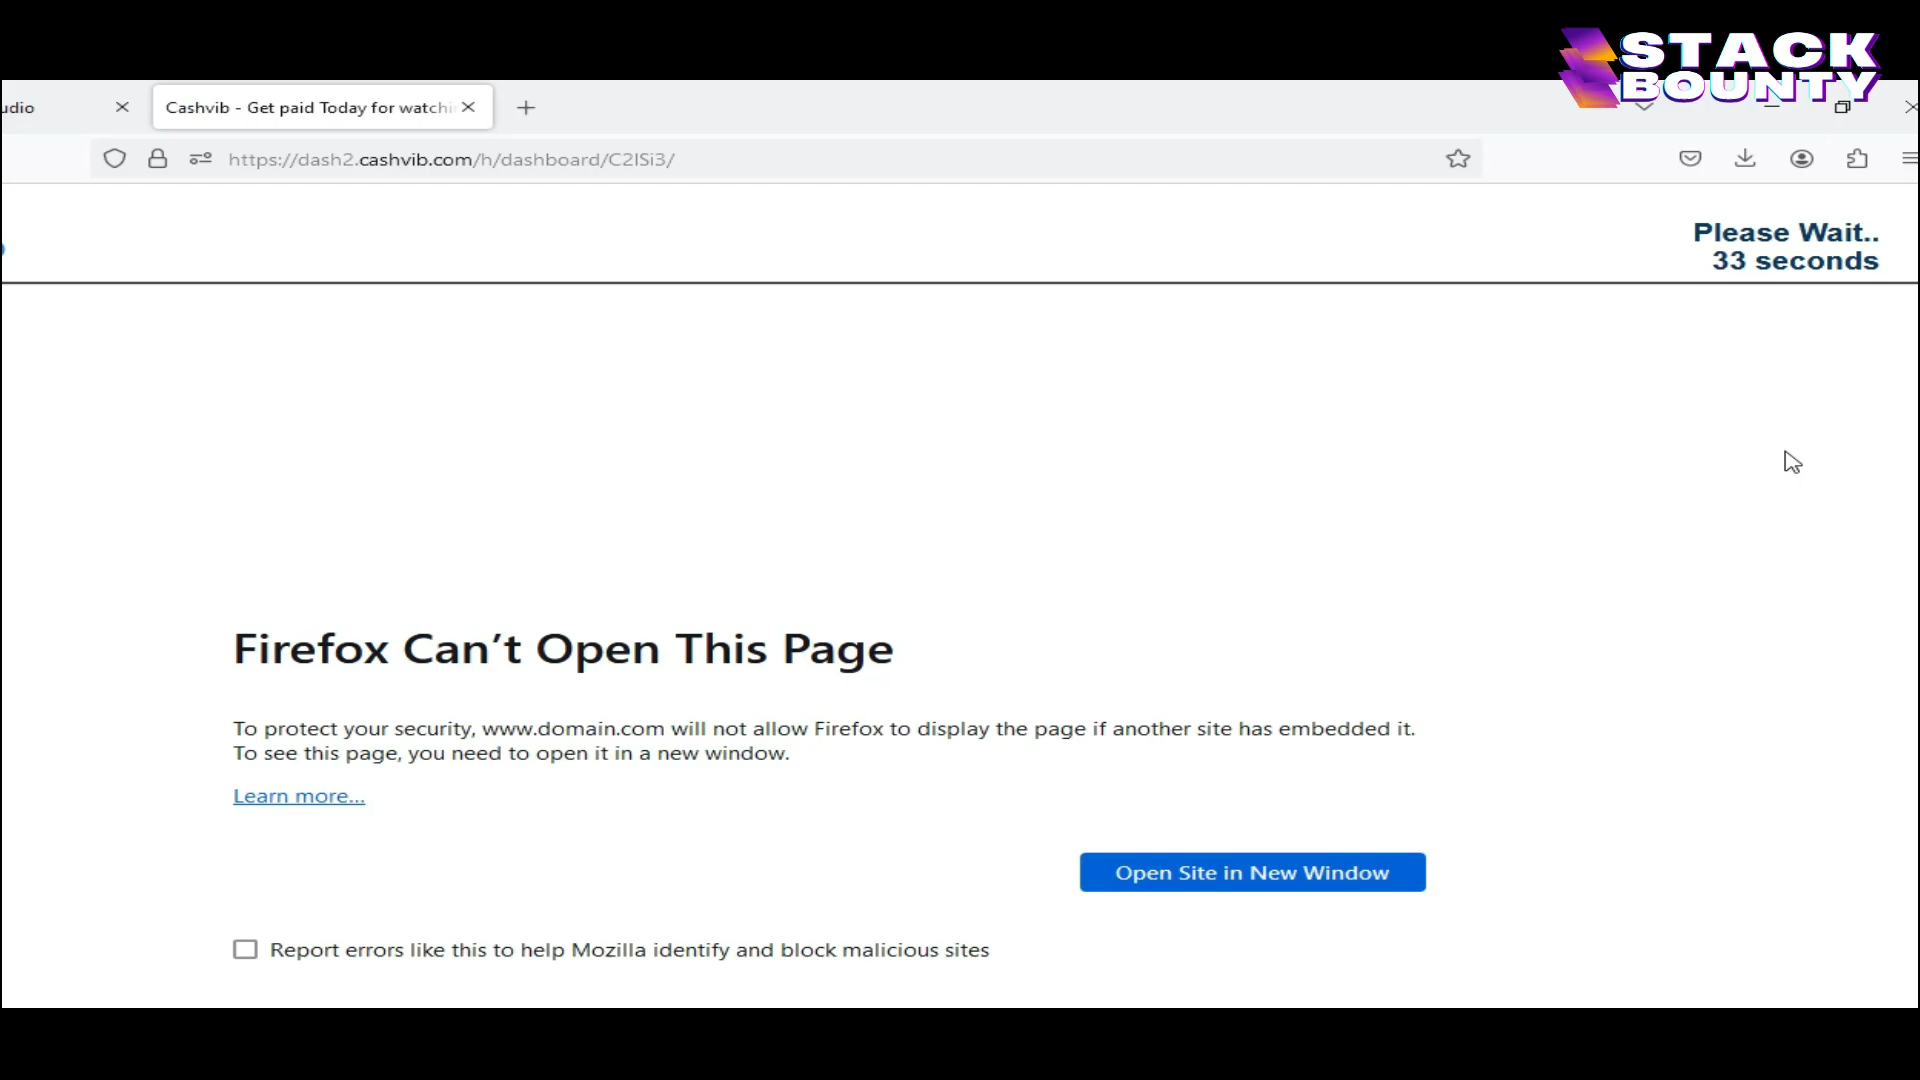 STACK
BOUNTY
udio
Cashvib - Get paid Today for watchi
https://dash2.cashvib.com/h/dashboard/C2ISi3/
Please Wait..
33 seconds
Firefox Can’t Open This Page
To protect your security, www.domain.com will not allow Firefox to display the page if another site has embedded it.
To see this page, you need to open it in a new window.
Learn more...
Open Site in New Window
Report errors like this to help Mozilla identify and block malicious sites